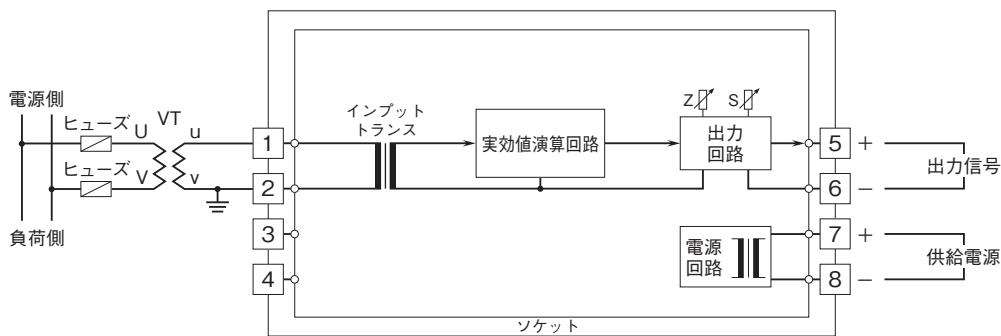 電源側
ヒューズ
U
VT
u
ヒューズ
V
v
負荷側
1
2
3
4
インプット
トランス
実効値演算回路
Z
S
出力
回路
電源
回路
5
+
6
−
出力信号
7
+
8
−
供給電源
ソケット